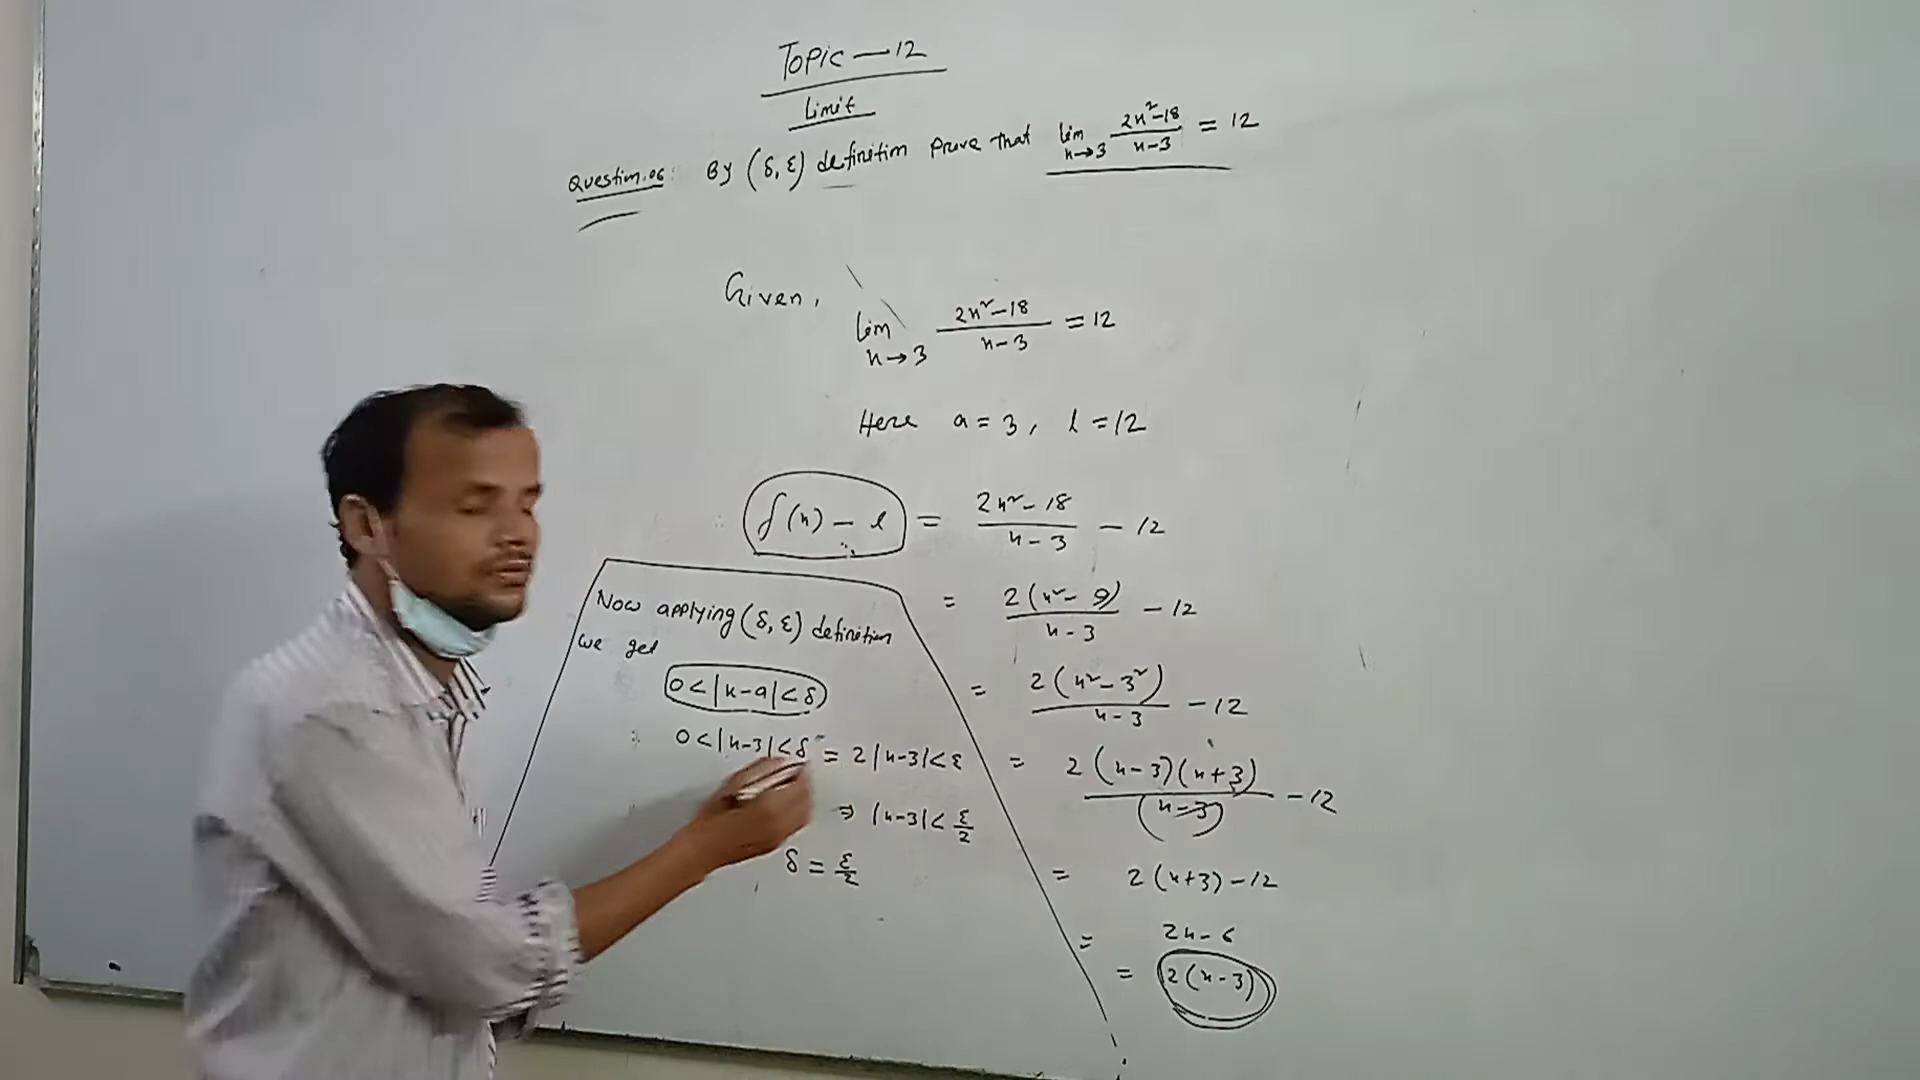 Topic — 12
Limit
Question.06: By (δ, ε) definition prove that lim x→3 2x²-18 / x-3 = 12
Given,
lim x→3 2x²-18 / x-3 = 12
Here a = 3, l = 12
∴ f(x) - l = 2x²-18 / x-3 - 12
= 2(x²-9) / x-3 - 12
= 2(x²-3²) / x-3 - 12
= 2(x-3)(x+3) / (x-3) - 12
= 2(x+3) - 12
= 2x-6
= 2(x-3)
Now applying (δ, ε) definition
we get
0<|x-a|<δ
∴ 0<|x-3|<δ = 2|x-3|<ε
⇒ |x-3|< ε/2
δ = ε/2